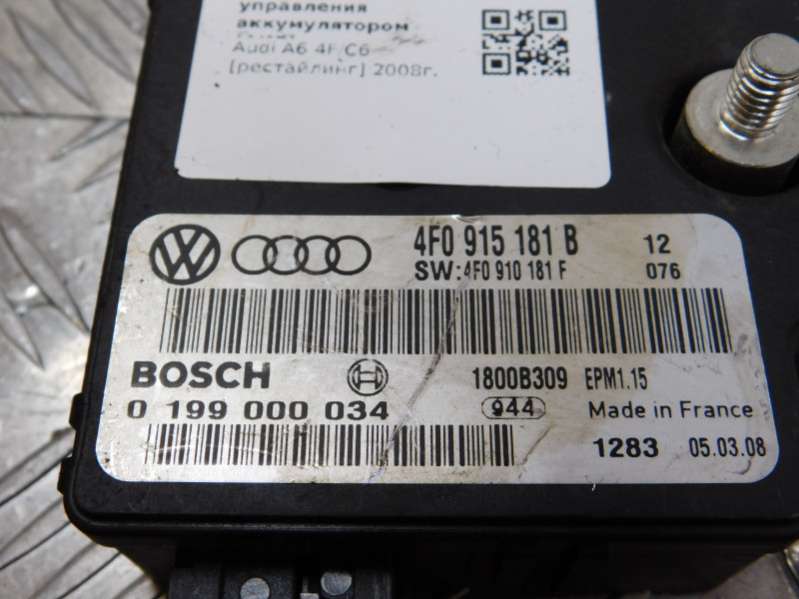 управления
аккумулятором
Audi A6 4F C6
[рестайлинг] 2008г.
4F0 915 181 B 12
SW:4F0 910 181 F 076
BOSCH 1800B309 EPM1.15
0 199 000 034 944 Made in France
1283 05.03.08